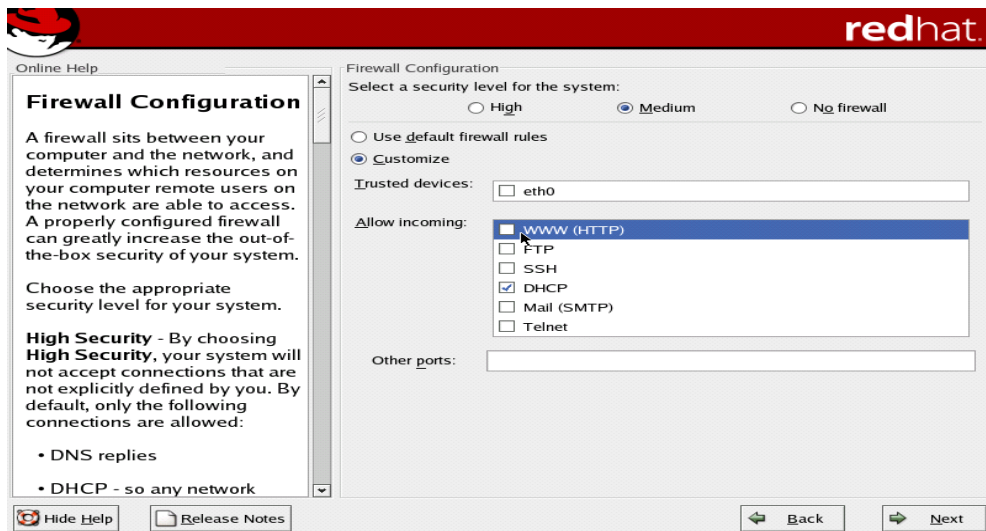 redhat.
Online Help
Firewall Configuration
A firewall sits between your
computer and the network, and
determines which resources on
your computer remote users on
the network are able to access.
A properly configured firewall
can greatly increase the out-of-
the-box security of your system.
Choose the appropriate
security level for your system.
High Security - By choosing
High Security, your system will
not accept connections that are
not explicitly defined by you. By
default, only the following
connections are allowed:
• DNS replies
• DHCP - so any network
Firewall Configuration
Select a security level for the system:
High Medium No firewall
Use default firewall rules
Customize
Trusted devices: eth0
Allow incoming: WWW (HTTP)
FTP
SSH
DHCP
Mail (SMTP)
Telnet
Other ports:
Hide Help Release Notes Back Next